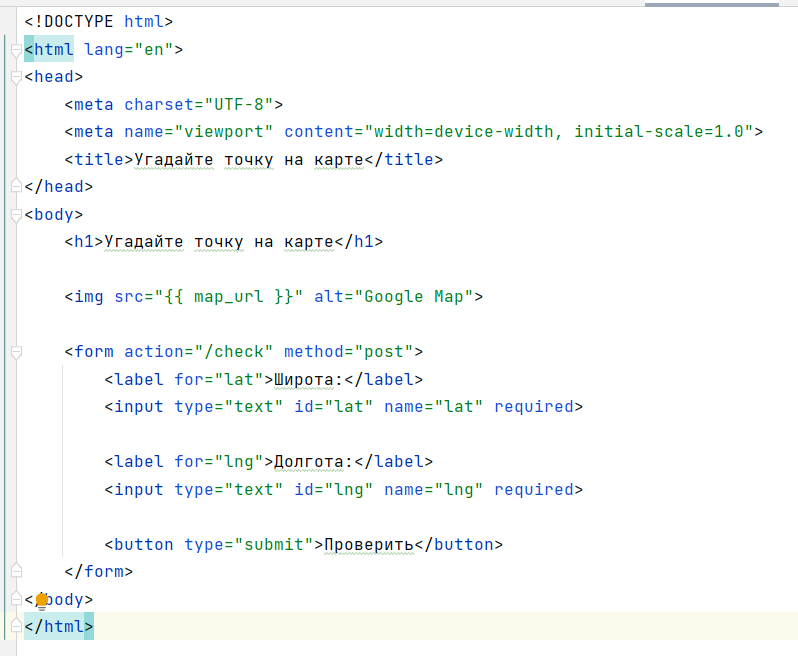 <!DOCTYPE html>
<html lang="en">
<head>
    <meta charset="UTF-8">
    <meta name="viewport" content="width=device-width, initial-scale=1.0">
    <title>Угадайте точку на карте</title>
</head>
<body>
    <h1>Угадайте точку на карте</h1>

    <img src="{{ map_url }}" alt="Google Map">

    <form action="/check" method="post">
        <label for="lat">Широта:</label>
        <input type="text" id="lat" name="lat" required>

        <label for="lng">Долгота:</label>
        <input type="text" id="lng" name="lng" required>

        <button type="submit">Проверить</button>
    </form>
</body>
</html>